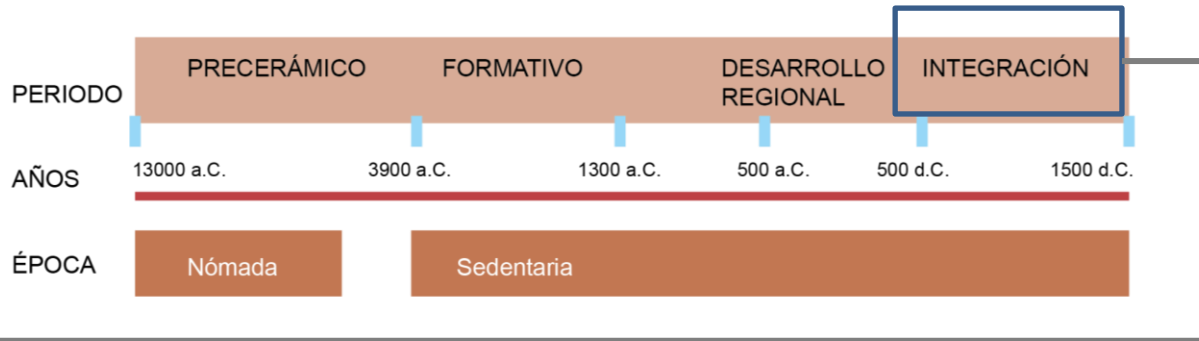 PERIODO
PRECERÁMICO
FORMATIVO
DESARROLLO
REGIONAL
INTEGRACIÓN
AÑOS
13000 a.C.
3900 a.C.
1300 a.C.
500 a.C.
500 d.C.
1500 d.C.
ÉPOCA
Nómada
Sedentaria